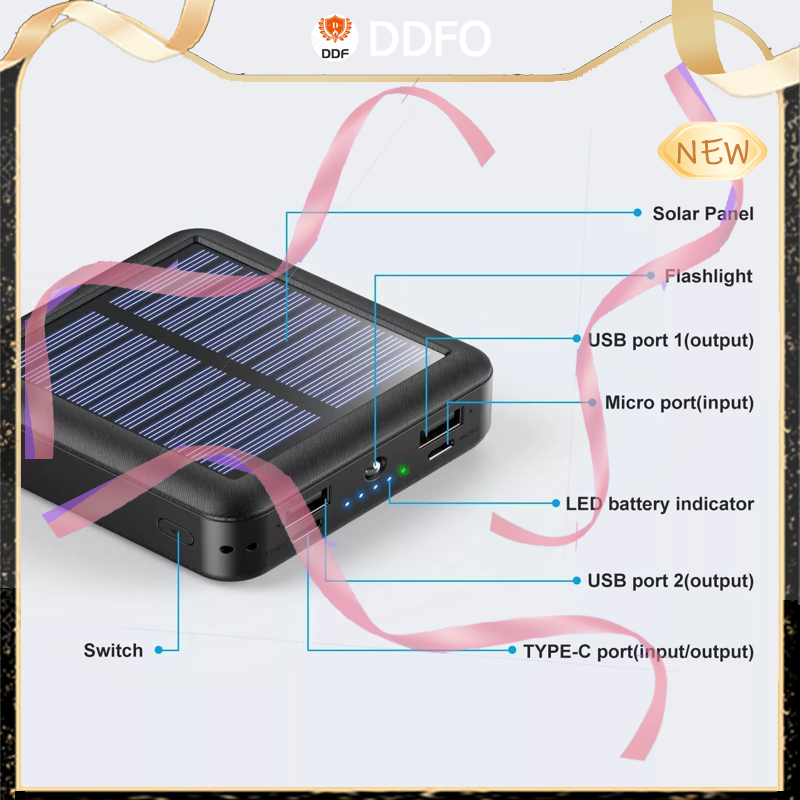 DDF
DDFO
NEW
Solar Panel
Flashlight
USB port 1(output)
Micro port(input)
LED battery indicator
USB port 2(output)
Switch
TYPE-C port(input/output)